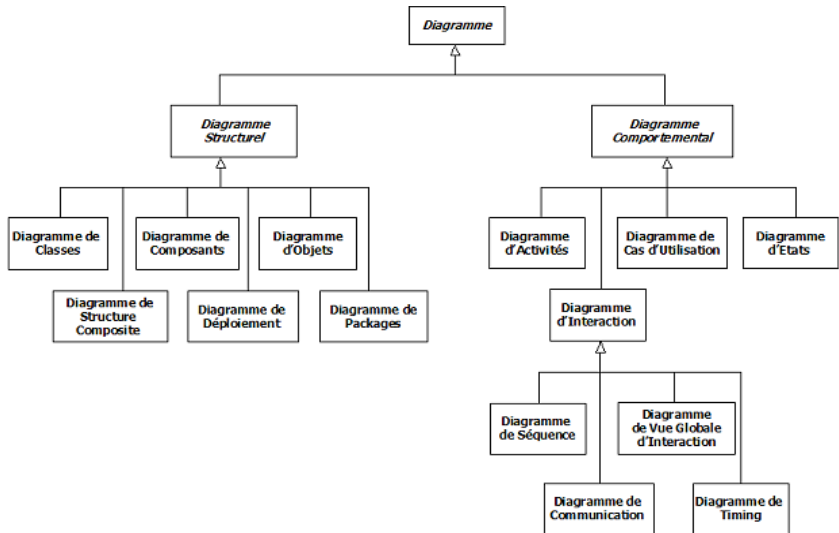 Diagramme
Diagramme
Structurel
Diagramme
Comportemental
Diagramme de
Classes
Diagramme de
Composants
Diagramme
d'Objets
Diagramme
d'Activités
Diagramme de
Cas d'Utilisation
Diagramme
d'Etats
Diagramme de
Structure
Composite
Diagramme de
Déploiement
Diagramme de
Packages
Diagramme
d'Interaction
Diagramme
de Séquence
Diagramme
de Vue Globale
d'Interaction
Diagramme de
Communication
Diagramme de
Timing